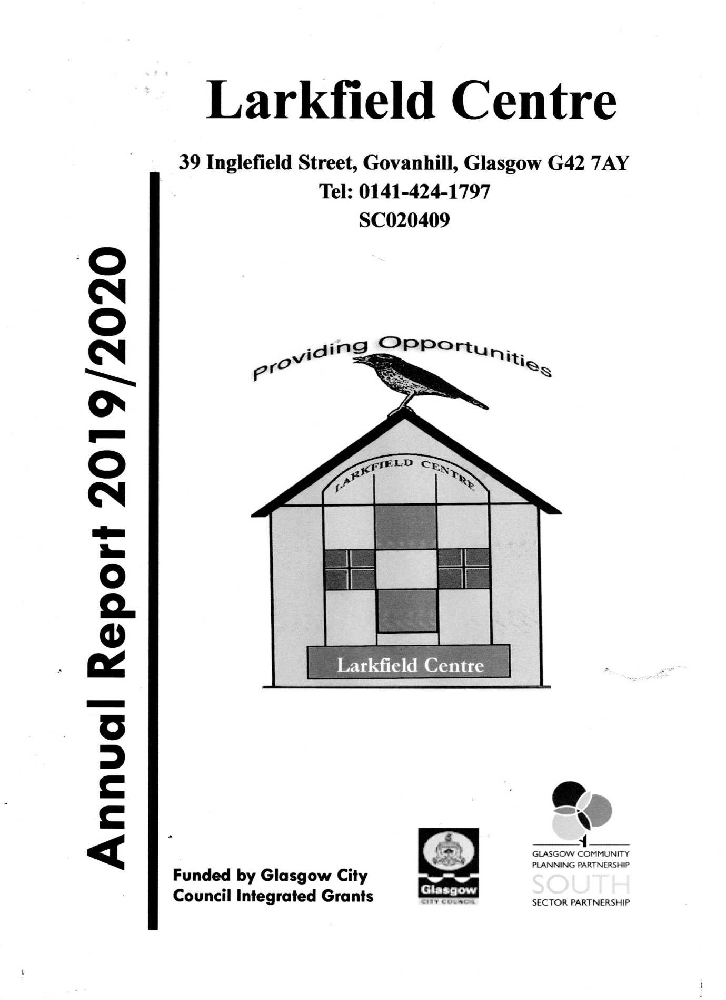 Larkfield Centre
39 Inglefield Street, Govanhill, Glasgow G42 7AY
Tel: 0141-424-1797
SC020409
Annual Report 2019/2020
Providing Opportunities
LARKFIELD CENTRE
Larkfield Centre
Funded by Glasgow City
Council Integrated Grants
Glasgow
CITY COUNCIL
GLASGOW COMMUNITY
PLANNING PARTNERSHIP
SOUTH
SECTOR PARTNERSHIP